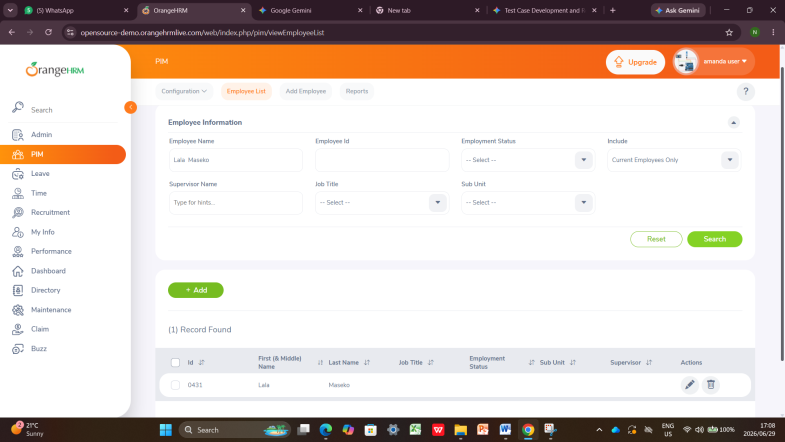 (5) WhatsApp
OrangeHRM
Google Gemini
New tab
Test Case Development and R
Ask Gemini
opensource-demo.orangehrmlive.com/web/index.php/pim/viewEmployeeList
N
OrangeHRM
PIM
Upgrade
amanda user
Search
Configuration
Employee List
Add Employee
Reports
?
Admin
PIM
Leave
Time
Recruitment
My Info
Performance
Dashboard
Directory
Maintenance
Claim
Buzz
Employee Information
Employee Name
Employee Id
Employment Status
Include
Lala Maseko
-- Select --
Current Employees Only
Supervisor Name
Job Title
Sub Unit
Type for hints...
-- Select --
-- Select --
Reset
Search
+ Add
(1) Record Found
Id
First (& Middle) Name
Last Name
Job Title
Employment Status
Sub Unit
Supervisor
Actions
0431
Lala
Maseko
2
21°C
Sunny
Search
ENG
US
100%
17:08
2026/06/29